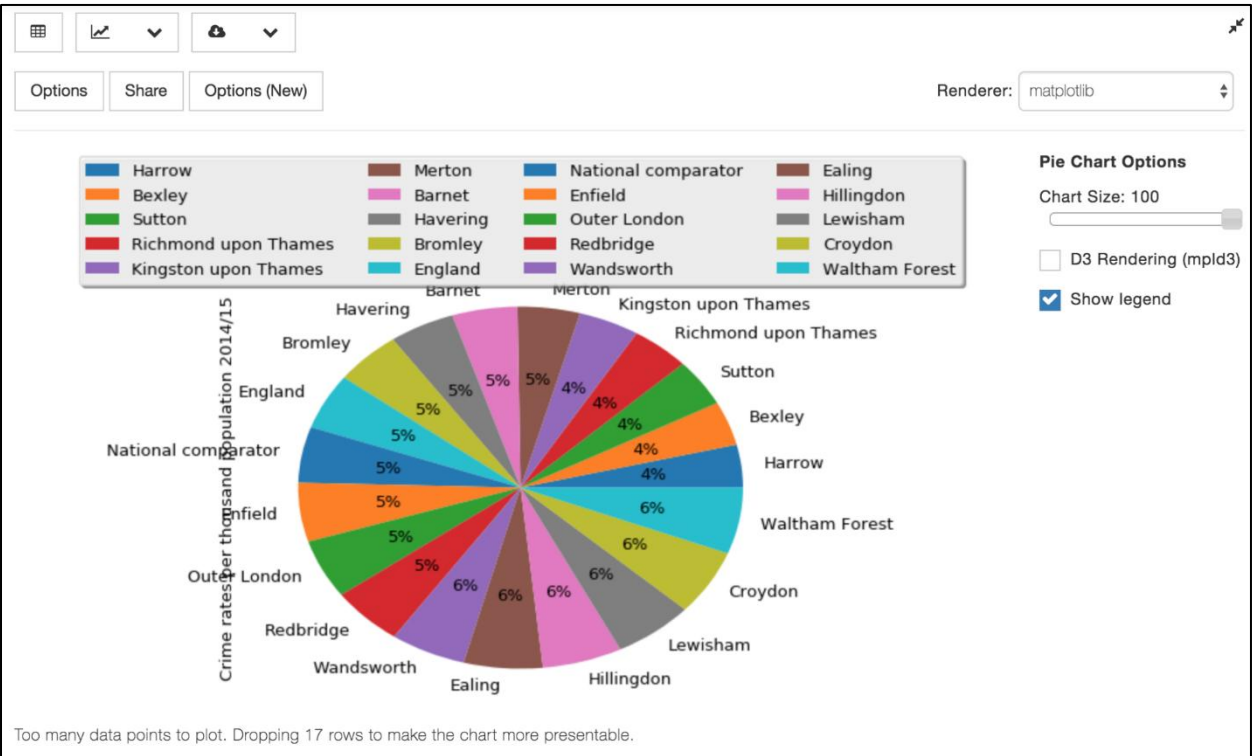 Options Share Options (New) Renderer: matplotlib
Harrow Merton National comparator Ealing
Bexley Barnet Enfield Hillingdon
Sutton Havering Outer London Lewisham
Richmond upon Thames Bromley Redbridge Croydon
Kingston upon Thames England Wandsworth Waltham Forest
Pie Chart Options
Chart Size: 100
D3 Rendering (mpld3)
Show legend
Crime rates per thousand population 2014/15
Barnet
Merton
Havering
Kingston upon Thames
Bromley
Richmond upon Thames
Sutton
England
Bexley
National comparator
Harrow
Enfield
Waltham Forest
Outer London
Croydon
Redbridge
Lewisham
Wandsworth
Ealing
Hillingdon
5%
5%
4%
5%
4%
5%
4%
5%
4%
5%
4%
5%
6%
5%
6%
5%
6%
6%
6%
6%
Too many data points to plot. Dropping 17 rows to make the chart more presentable.